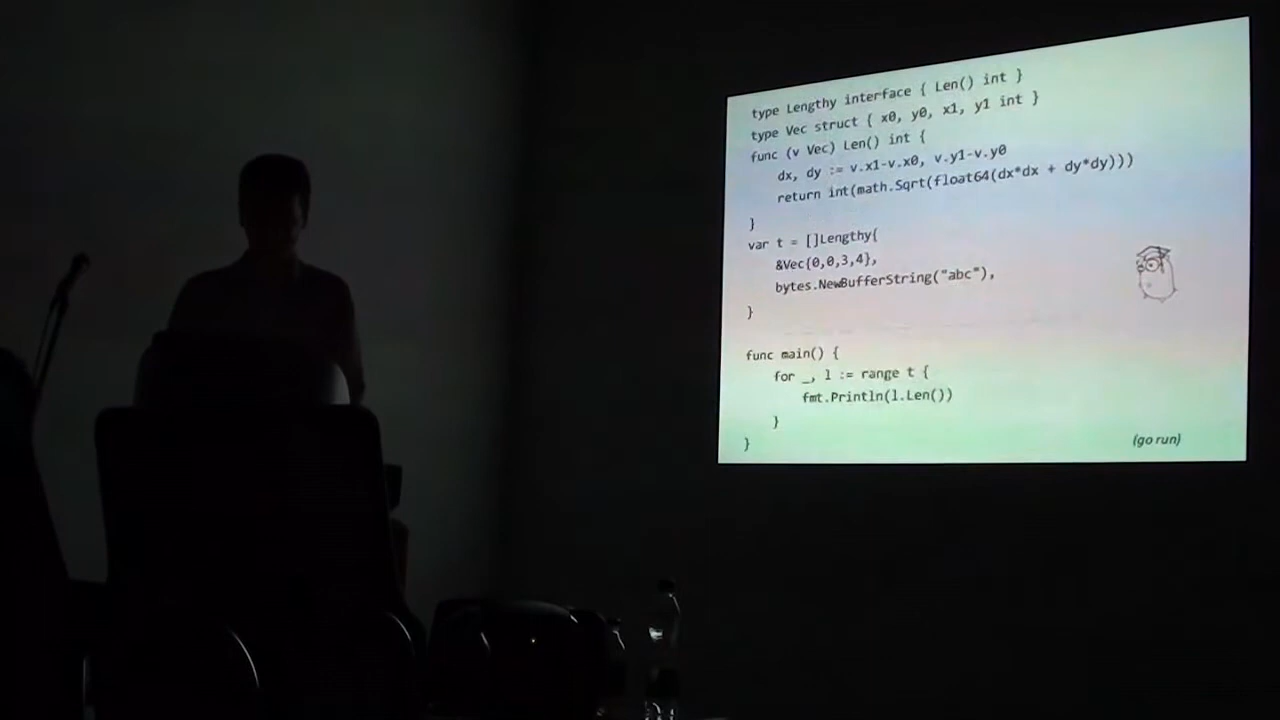 type Lengthy interface { Len() int }
type Vec struct { x0, y0, x1, y1 int }
func (v Vec) Len() int {
dx, dy := v.x1-v.x0, v.y1-v.y0
return int(math.Sqrt(float64(dx*dx + dy*dy)))
}
var t = []Lengthy{
&Vec{0,0,3,4},
bytes.NewBufferString("abc"),
}
func main() {
for _, l := range t {
fmt.Println(l.Len())
}
}
(go run)